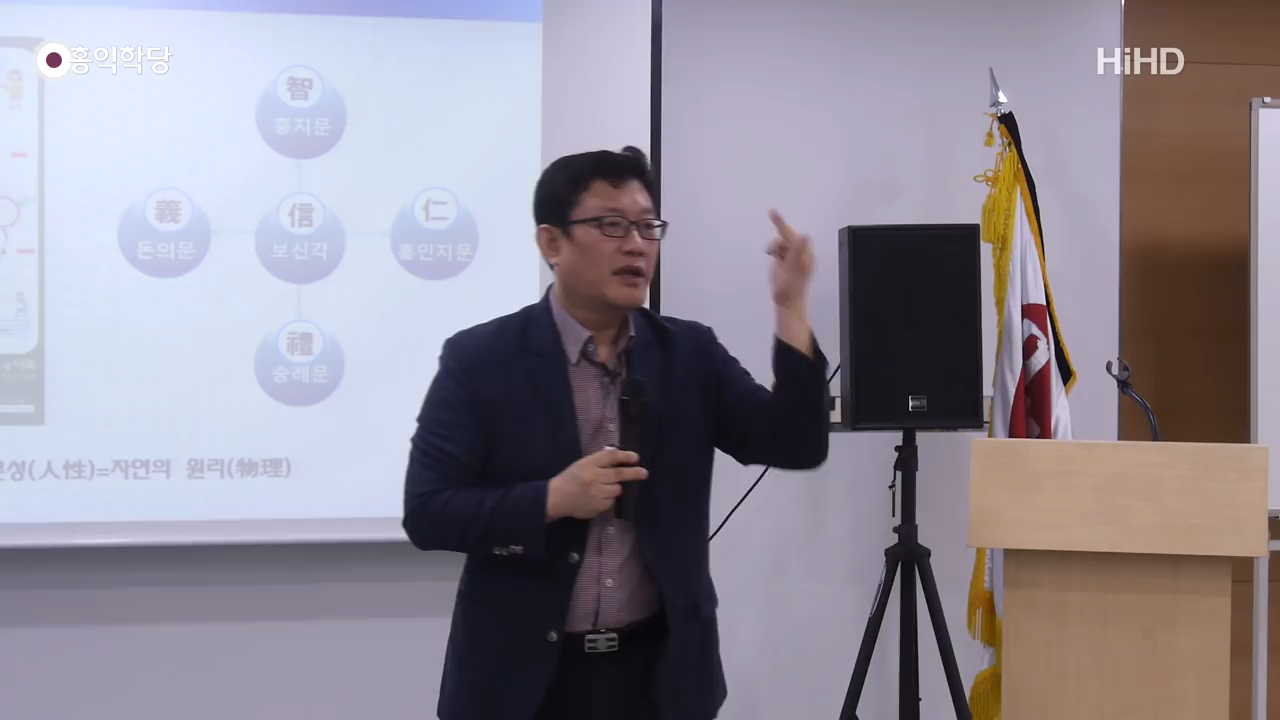 홍익학당
HiHD
智
흥지문
義
돈의문
信
보신각
仁
흥인지문
禮
숭례문
성(人性)=자연의 원리(物理)